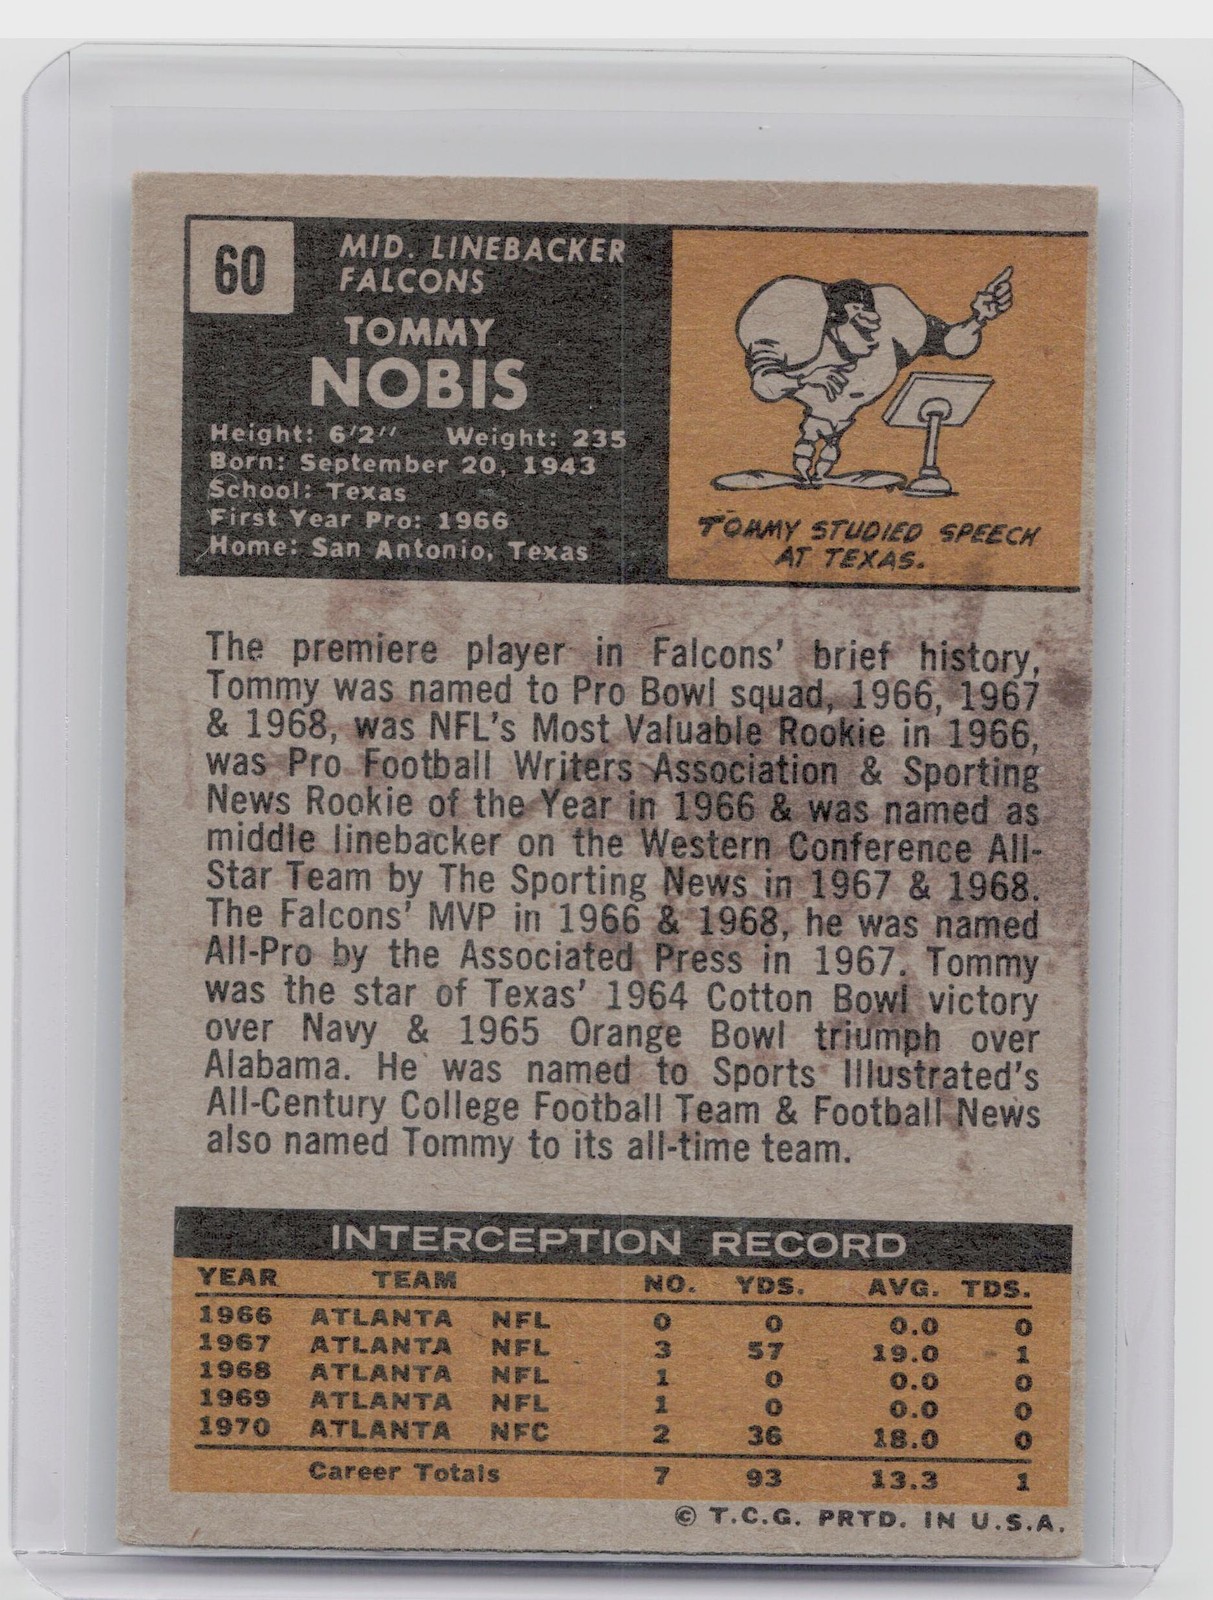 60
MID. LINEBACKER
FALCONS
TOMMY
NOBIS
Height: 6'2" Weight: 235
Born: September 20, 1943
School: Texas
First Year Pro: 1966
Home: San Antonio, Texas
TOMMY STUDIED SPEECH
AT TEXAS.
The premiere player in Falcons' brief history,
Tommy was named to Pro Bowl squad, 1966, 1967
& 1968, was NFL's Most Valuable Rookie in 1966,
was Pro Football Writers Association & Sporting
News Rookie of the Year in 1966 & was named as
middle linebacker on the Western Conference All-
Star Team by The Sporting News in 1967 & 1968.
The Falcons' MVP in 1966 & 1968, he was named
All-Pro by the Associated Press in 1967. Tommy
was the star of Texas' 1964 Cotton Bowl victory
over Navy & 1965 Orange Bowl triumph over
Alabama. He was named to Sports Illustrated's
All-Century College Football Team & Football News
also named Tommy to its all-time team.
INTERCEPTION RECORD
YEAR TEAM NO. YDS. AVG. TDS.
1966 ATLANTA NFL 0 0 0.0 0
1967 ATLANTA NFL 3 57 19.0 1
1968 ATLANTA NFL 1 0 0.0 0
1969 ATLANTA NFL 1 0 0.0 0
1970 ATLANTA NFC 2 36 18.0 0
Career Totals 7 93 13.3 1
© T.C.G. PRTD. IN U.S.A.